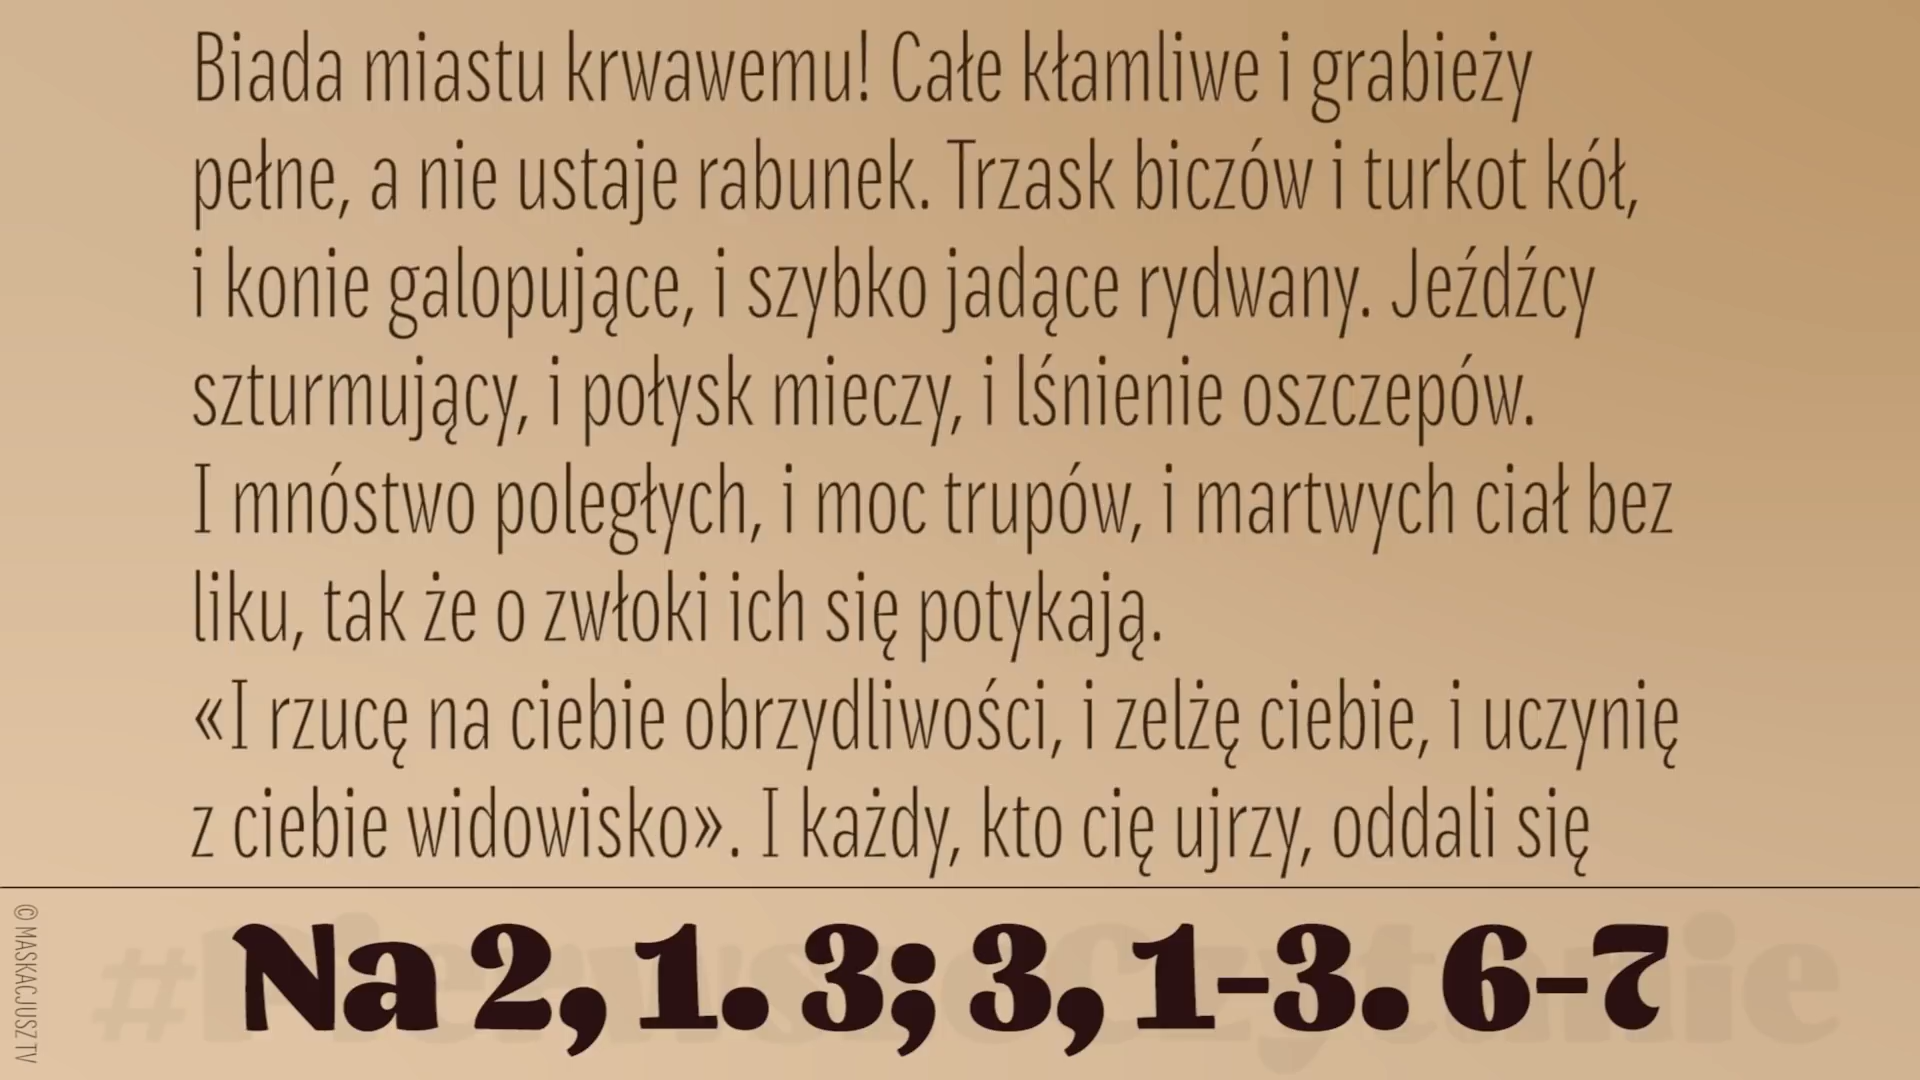 Biada miastu krwawemu! Całe kłamliwe i grabieży
pełne, a nie ustaje rabunek. Trzask biczów i turkot kół,
i konie galopujące, i szybko jadące rydwany. Jeźdźcy
szturmujący, i połysk mieczy, i lśnienie oszczepów.
I mnóstwo poległych, i moc trupów, i martwych ciał bez
liku, tak że o zwłoki ich się potykają.
«I rzucę na ciebie obrzydliwości, i zelżę ciebie, i uczynię
z ciebie widowisko». I każdy, kto cię ujrzy, oddali się
#PierwszeCzytanie
Na 2, 1. 3; 3, 1-3. 6-7
© MASKACJUSZ TV